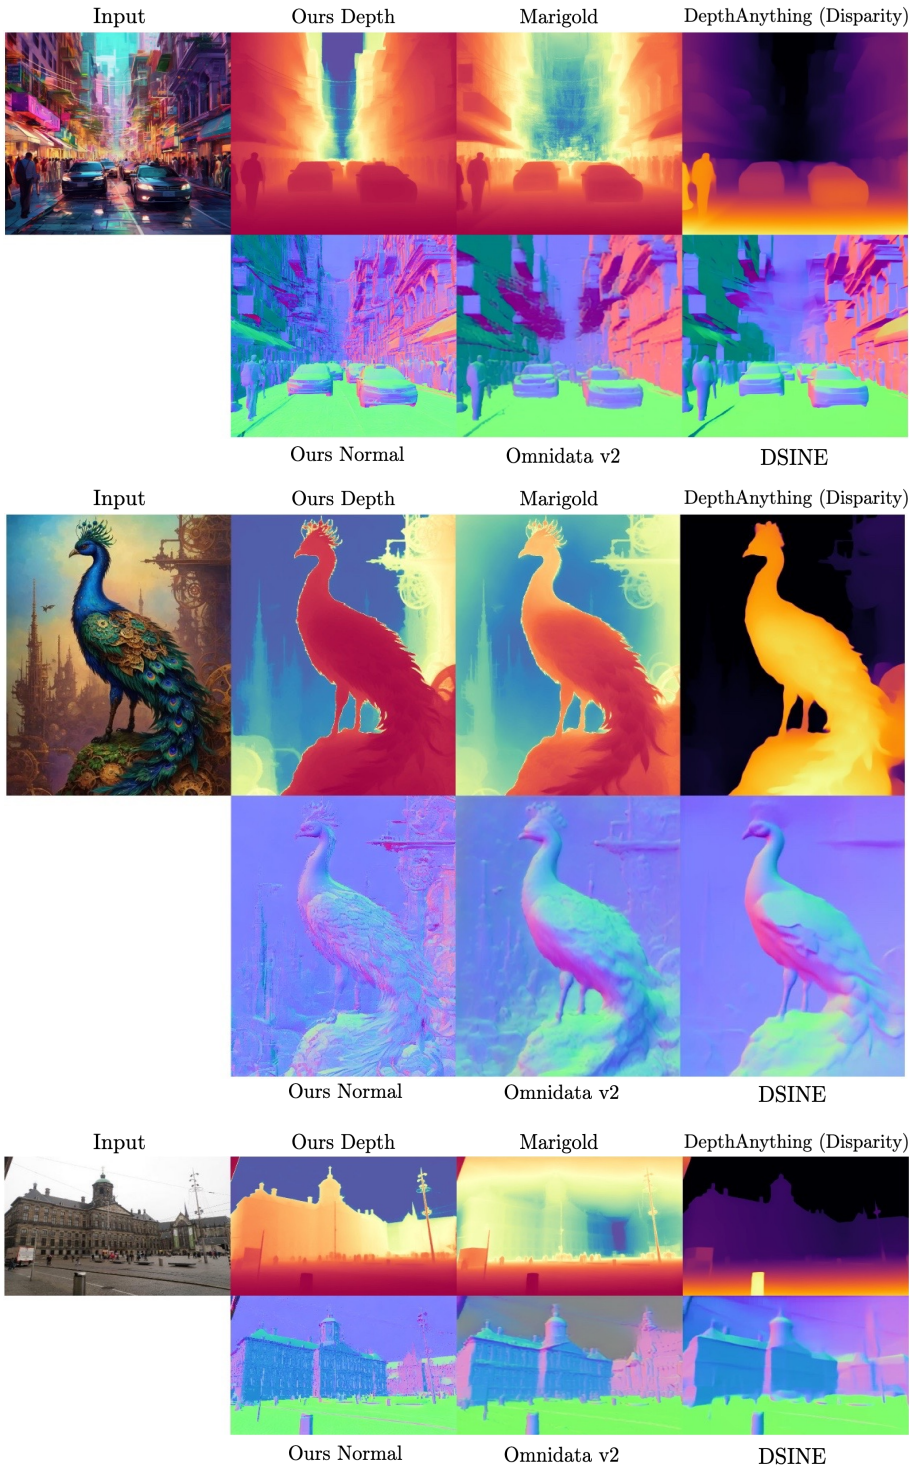 Input Ours Depth Marigold DepthAnything (Disparity)
Ours Normal Omnidata v2 DSINE
Input Ours Depth Marigold DepthAnything (Disparity)
Ours Normal Omnidata v2 DSINE
Input Ours Depth Marigold DepthAnything (Disparity)
Ours Normal Omnidata v2 DSINE